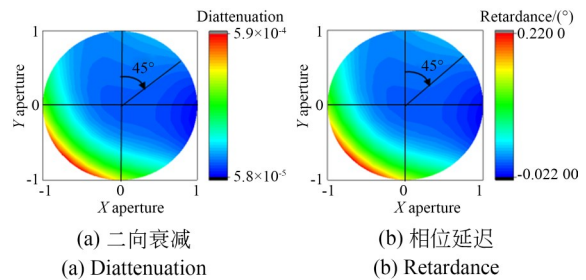 Diattenuation
5.9×10⁻⁴
1
45°
Y aperture
0
-1
-1
0
1
X aperture
5.8×10⁻⁵
(a) 二向衰减
(a) Diattenuation
Retardance/(°)
0.220 0
1
45°
Y aperture
0
-1
-1
0
1
X aperture
-0.022 00
(b) 相位延迟
(b) Retardance